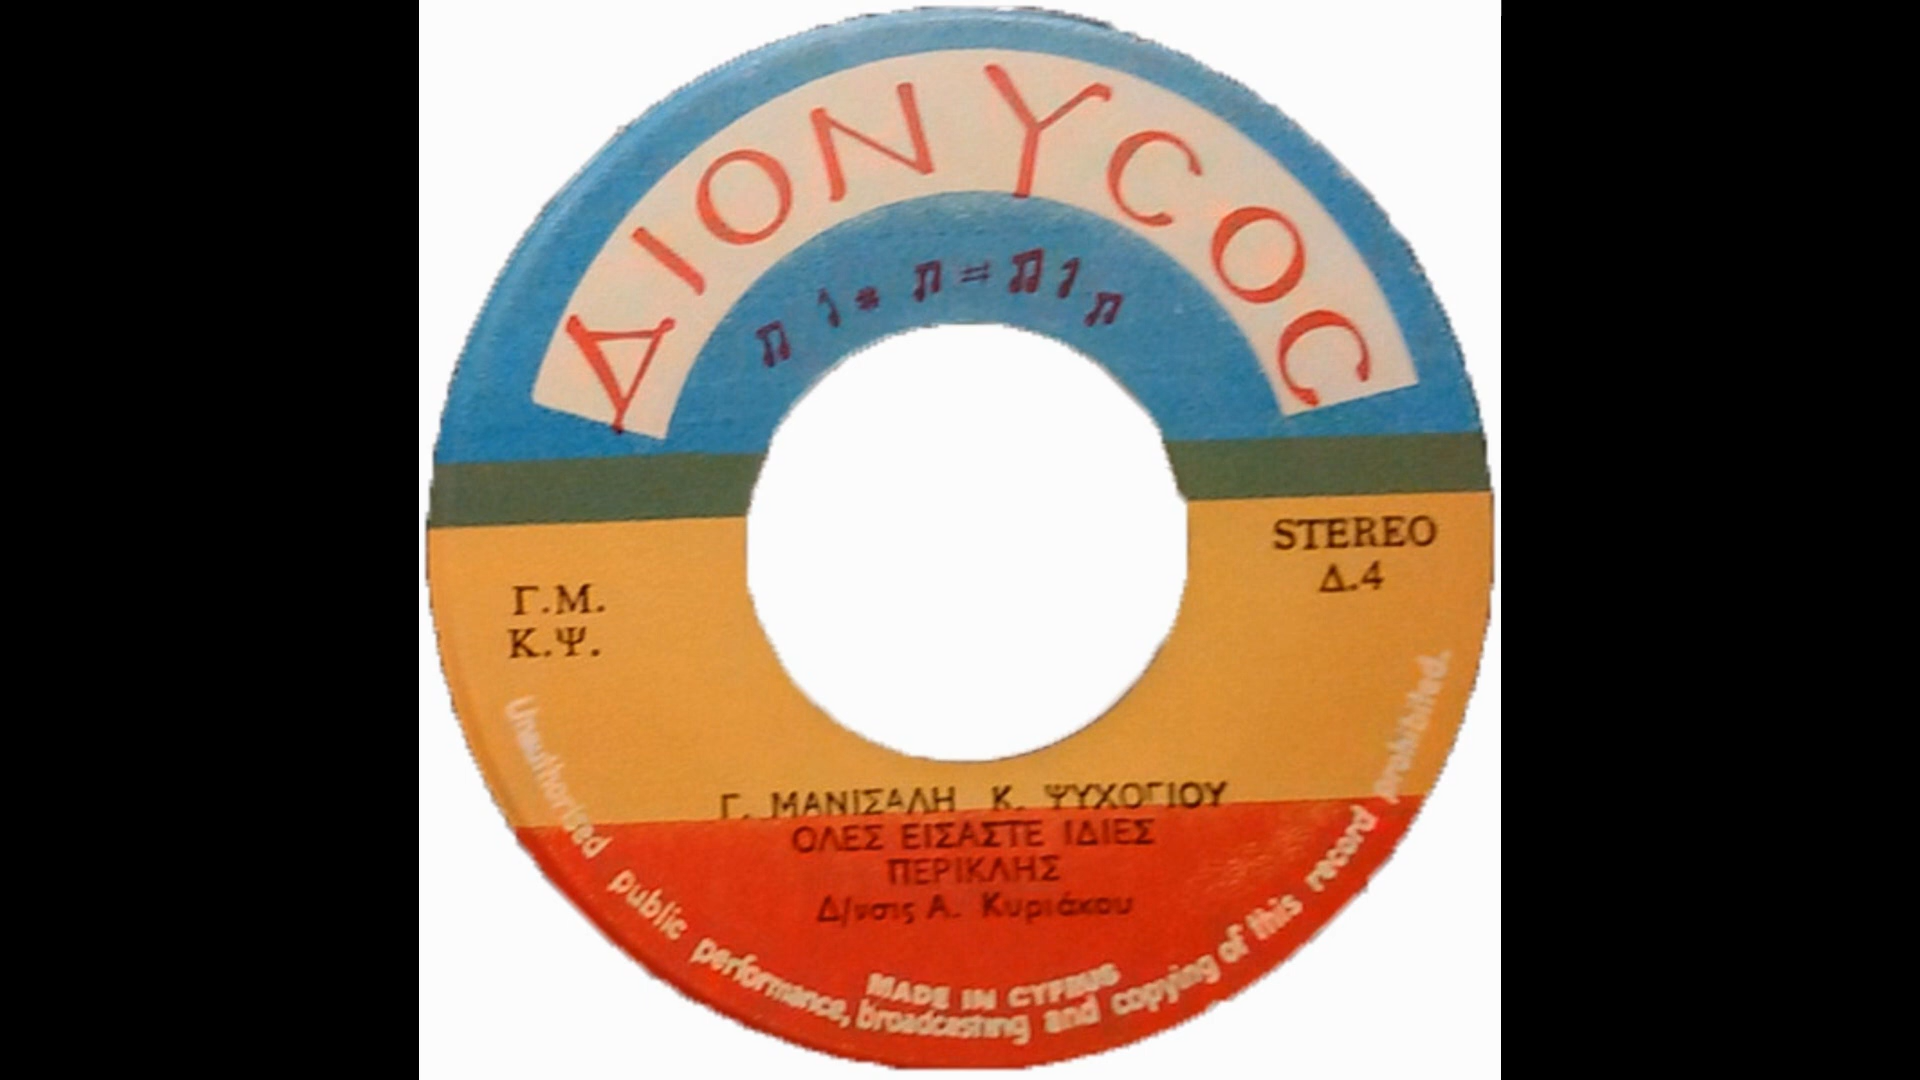 ΔΙΟΝΥCOC
STEREO
Δ.4
Γ.Μ.
Κ.Ψ.
Γ. ΜΑΝΙΣΑΛΗ Κ. ΨΥΧΟΓΙΟΥ
ΟΛΕΣ ΕΙΣΑΣΤΕ ΙΔΙΕΣ
ΠΕΡΙΚΛΗΣ
Δ/νσις Α. Κυριάκου
MADE IN CYPRUS
Unauthorised public performance, broadcasting and copying of this record prohibited.